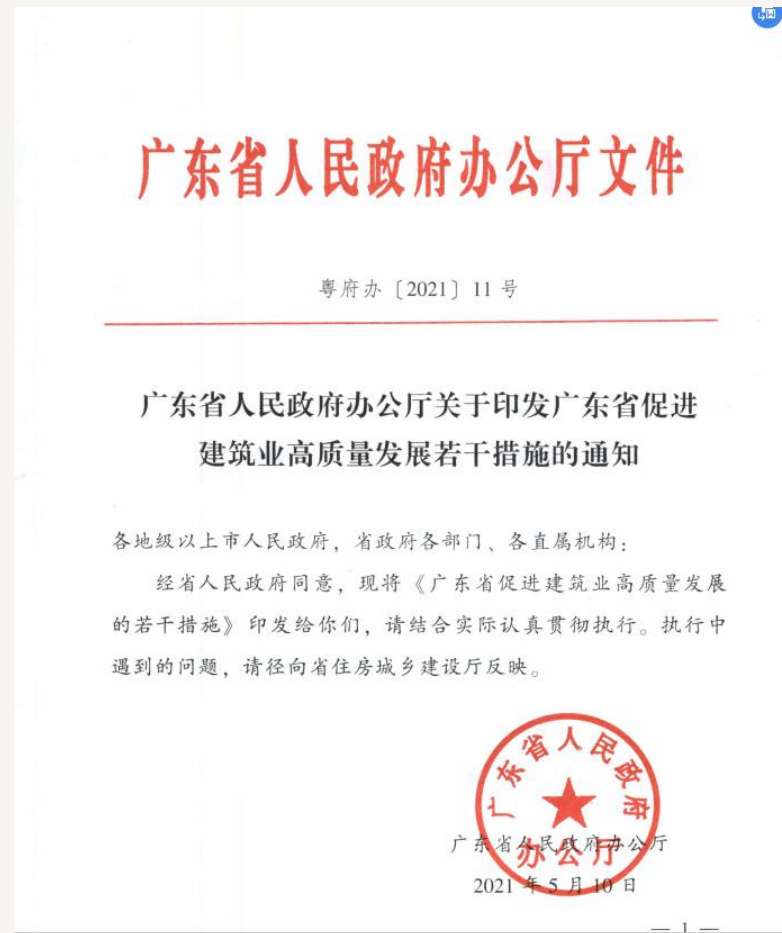 广东省人民政府办公厅文件
粤府办〔2021〕11 号
广东省人民政府办公厅关于印发广东省促进
建筑业高质量发展若干措施的通知
各地级以上市人民政府，省政府各部门、各直属机构：
经省人民政府同意，现将《广东省促进建筑业高质量发展
的若干措施》印发给你们，请结合实际认真贯彻执行。执行中
遇到的问题，请径向省住房城乡建设厅反映。
广东省人民政府
办公厅
广东省人民政府办公厅
2021 年 5 月 10 日
— 1 —